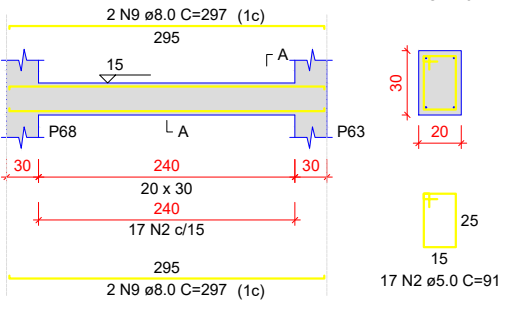 2 N9 ø8.0 C=297 (1c)
295
A
15
A
P68
P63
30
240
30
20 x 30
240
17 N2 c/15
295
2 N9 ø8.0 C=297 (1c)
30
20
25
15
17 N2 ø5.0 C=91